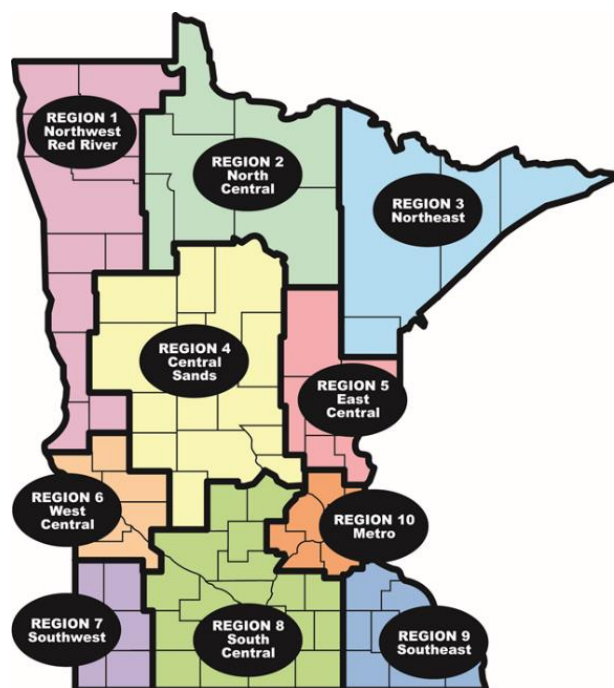 REGION 1
Northwest
Red River
REGION 2
North
Central
REGION 3
Northeast
REGION 4
Central
Sands
REGION 5
East
Central
REGION 6
West
Central
REGION 10
Metro
REGION 7
Southwest
REGION 8
South
Central
REGION 9
Southeast